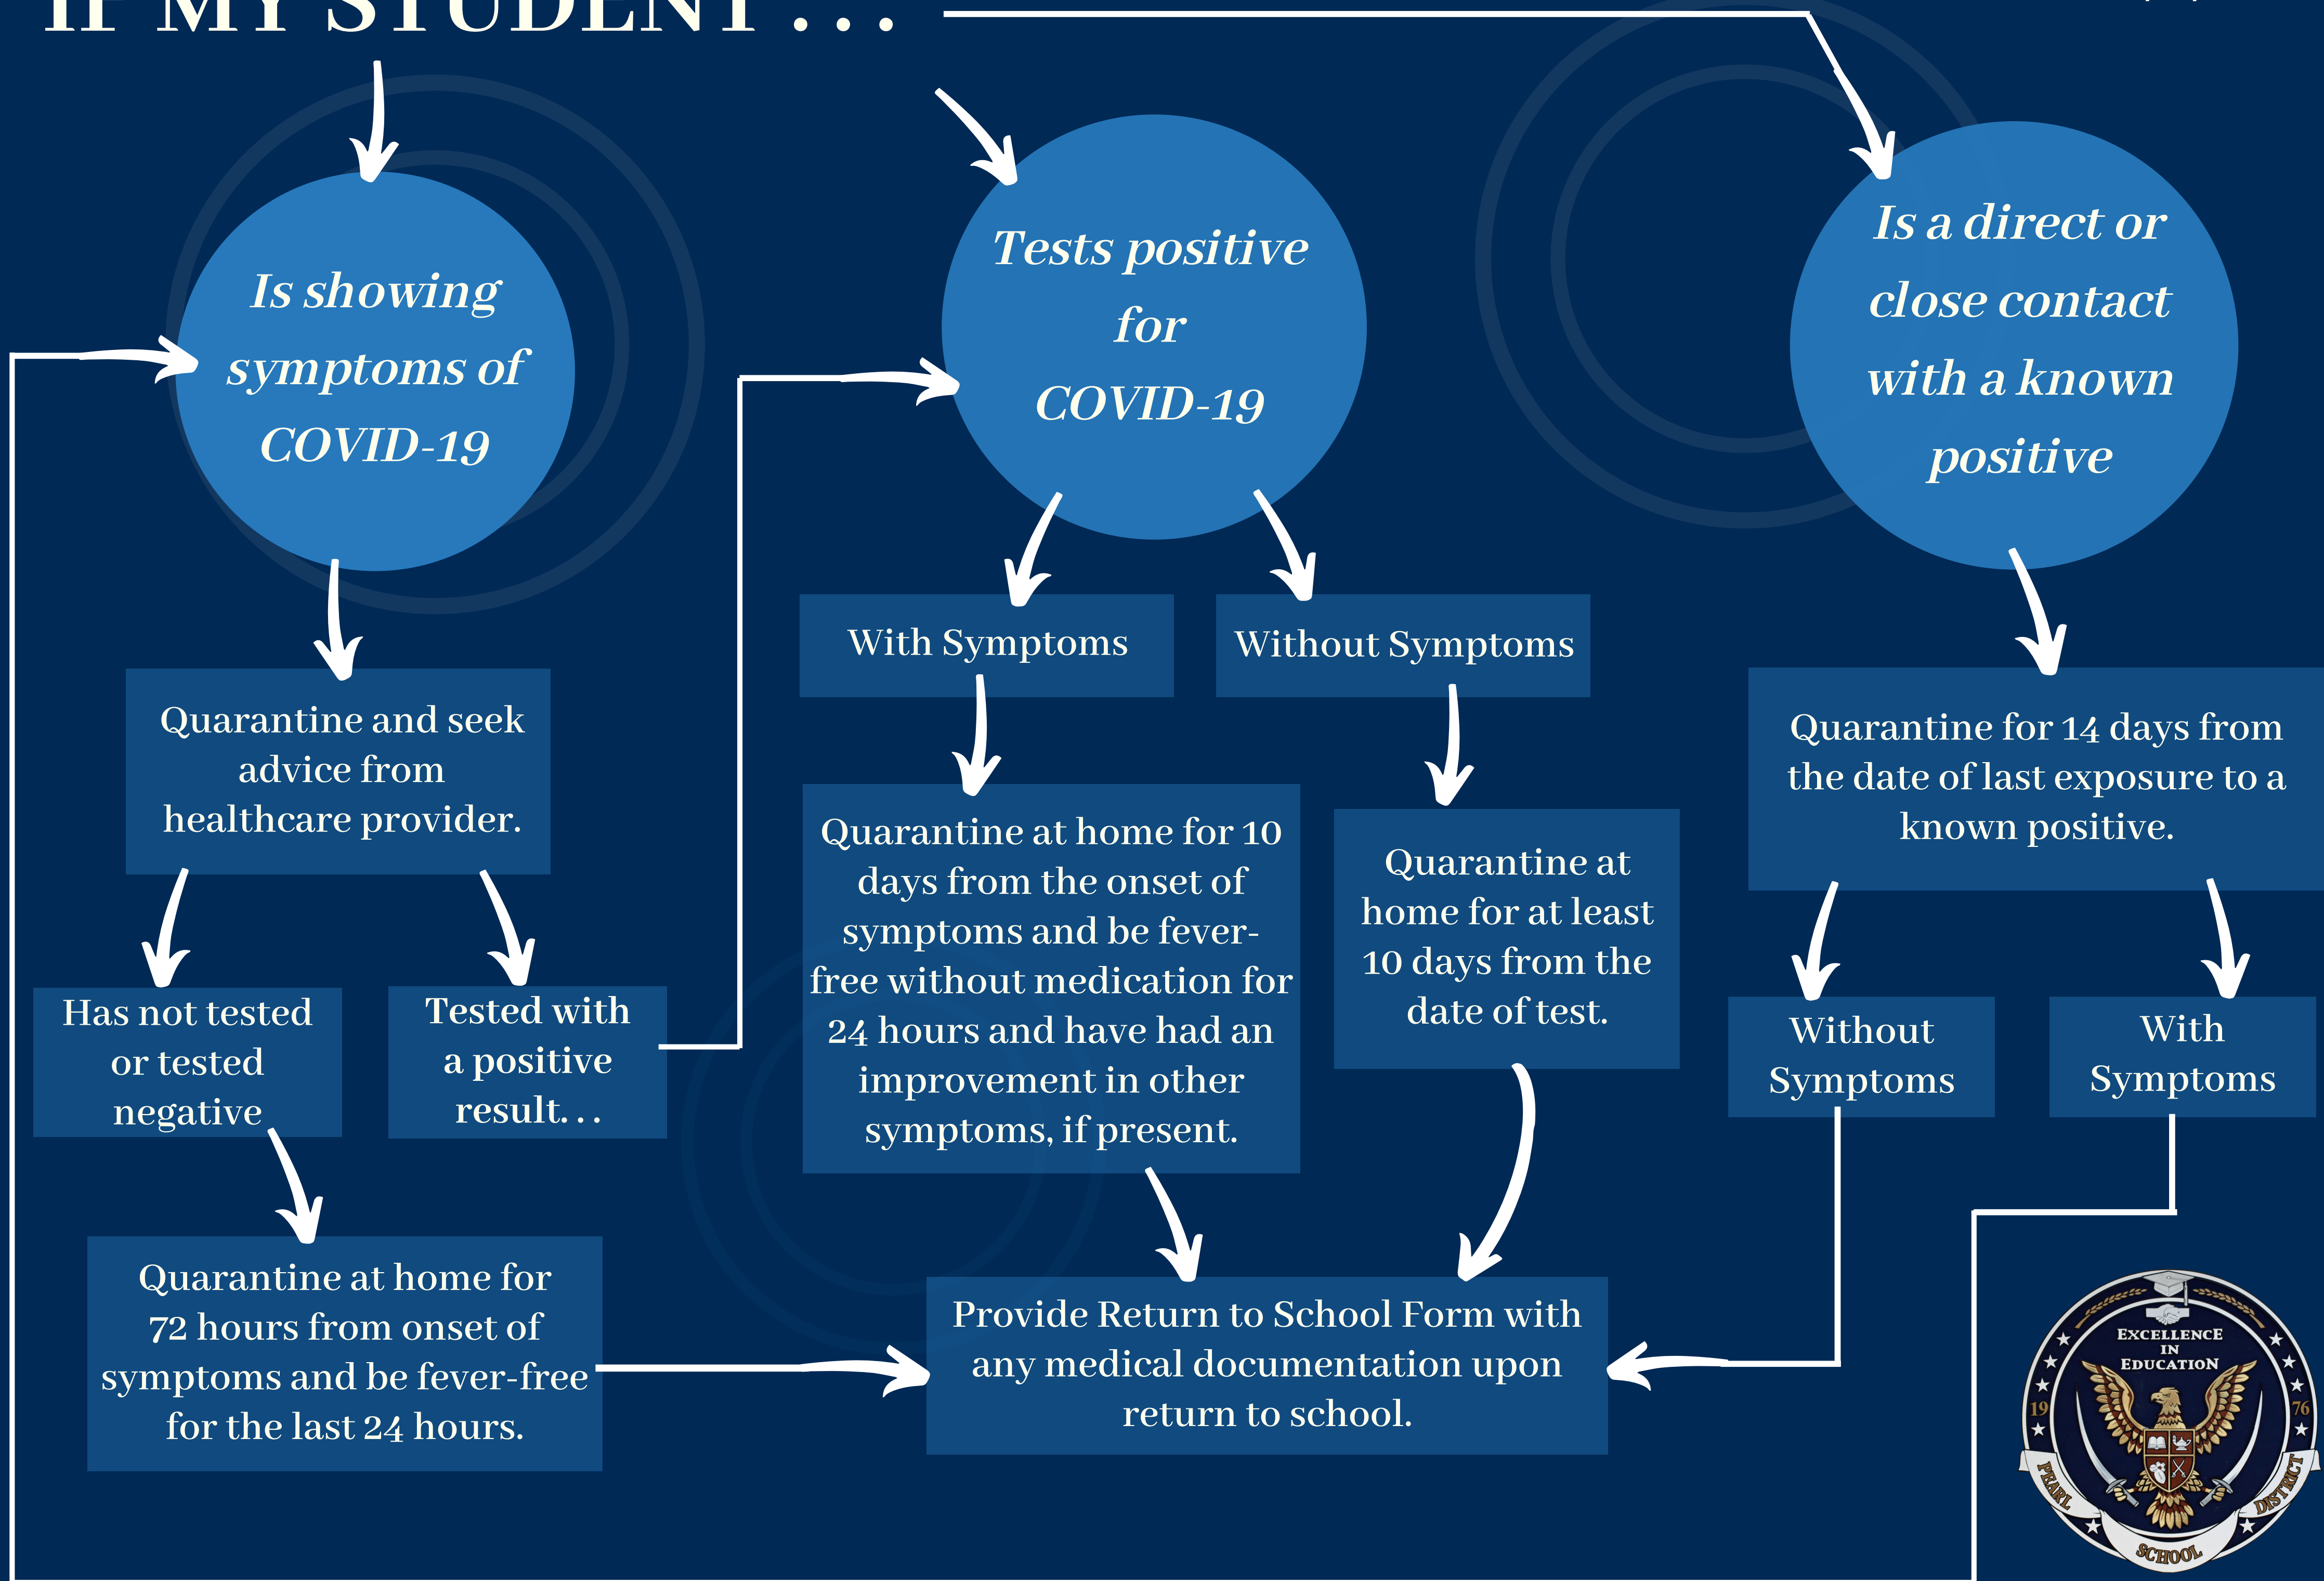 IF MY STUDENT . . .
Is showing
symptoms of
COVID-19
Tests positive
for
COVID-19
Is a direct or
close contact
with a known
positive
With Symptoms
Without Symptoms
Quarantine and seek
advice from
healthcare provider.
Quarantine for 14 days from
the date of last exposure to a
known positive.
Quarantine at home for 10
days from the onset of
symptoms and be fever-
free without medication for
24 hours and have had an
improvement in other
symptoms, if present.
Quarantine at
home for at least
10 days from the
date of test.
Has not tested
or tested
negative
Tested with
a positive
result. . .
Without
Symptoms
With
Symptoms
Quarantine at home for
72 hours from onset of
symptoms and be fever-free
for the last 24 hours.
Provide Return to School Form with
any medical documentation upon
return to school.
EXCELLENCE
IN
EDUCATION
19 76
PEARL
SCHOOL
DISTRICT